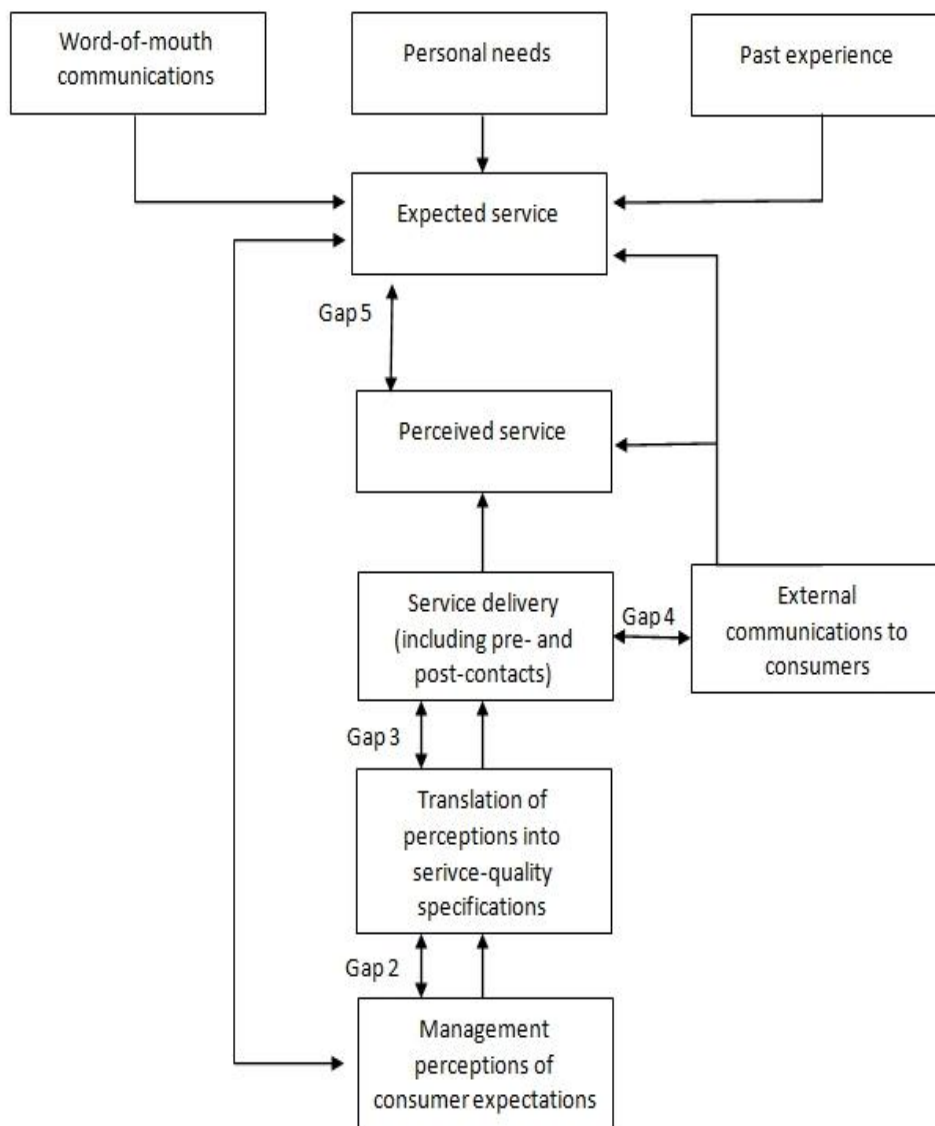 Word-of-mouth
communications
Personal needs
Past experience
Expected service
Gap 5
Perceived service
Service delivery
(including pre- and
post-contacts)
Gap 4
External
communications to
consumers
Gap 3
Translation of
perceptions into
serivce-quality
specifications
Gap 2
Management
perceptions of
consumer expectations